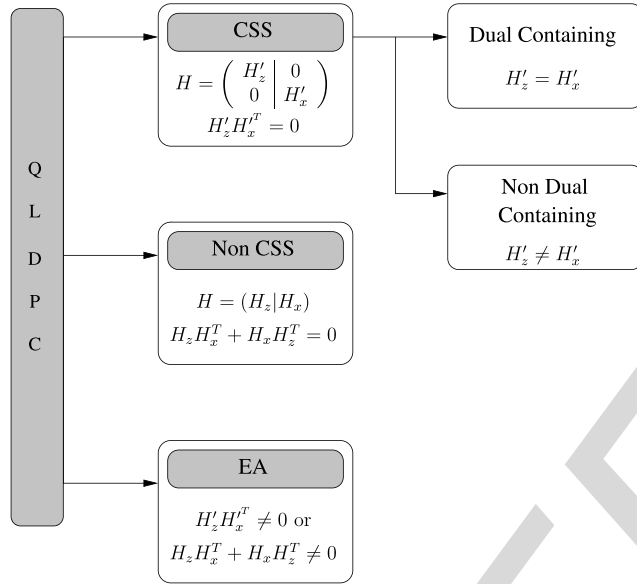 Q
L
D
P
C
CSS
H = ( H′_z | 0
0 | H′_x )
H′_z H′_x^T = 0
Dual Containing
H′_z = H′_x
Non Dual
Containing
H′_z ≠ H′_x
Non CSS
H = (H_z|H_x)
H_z H_x^T + H_x H_z^T = 0
EA
H′_z H′_x^T ≠ 0 or
H_z H_x^T + H_x H_z^T ≠ 0